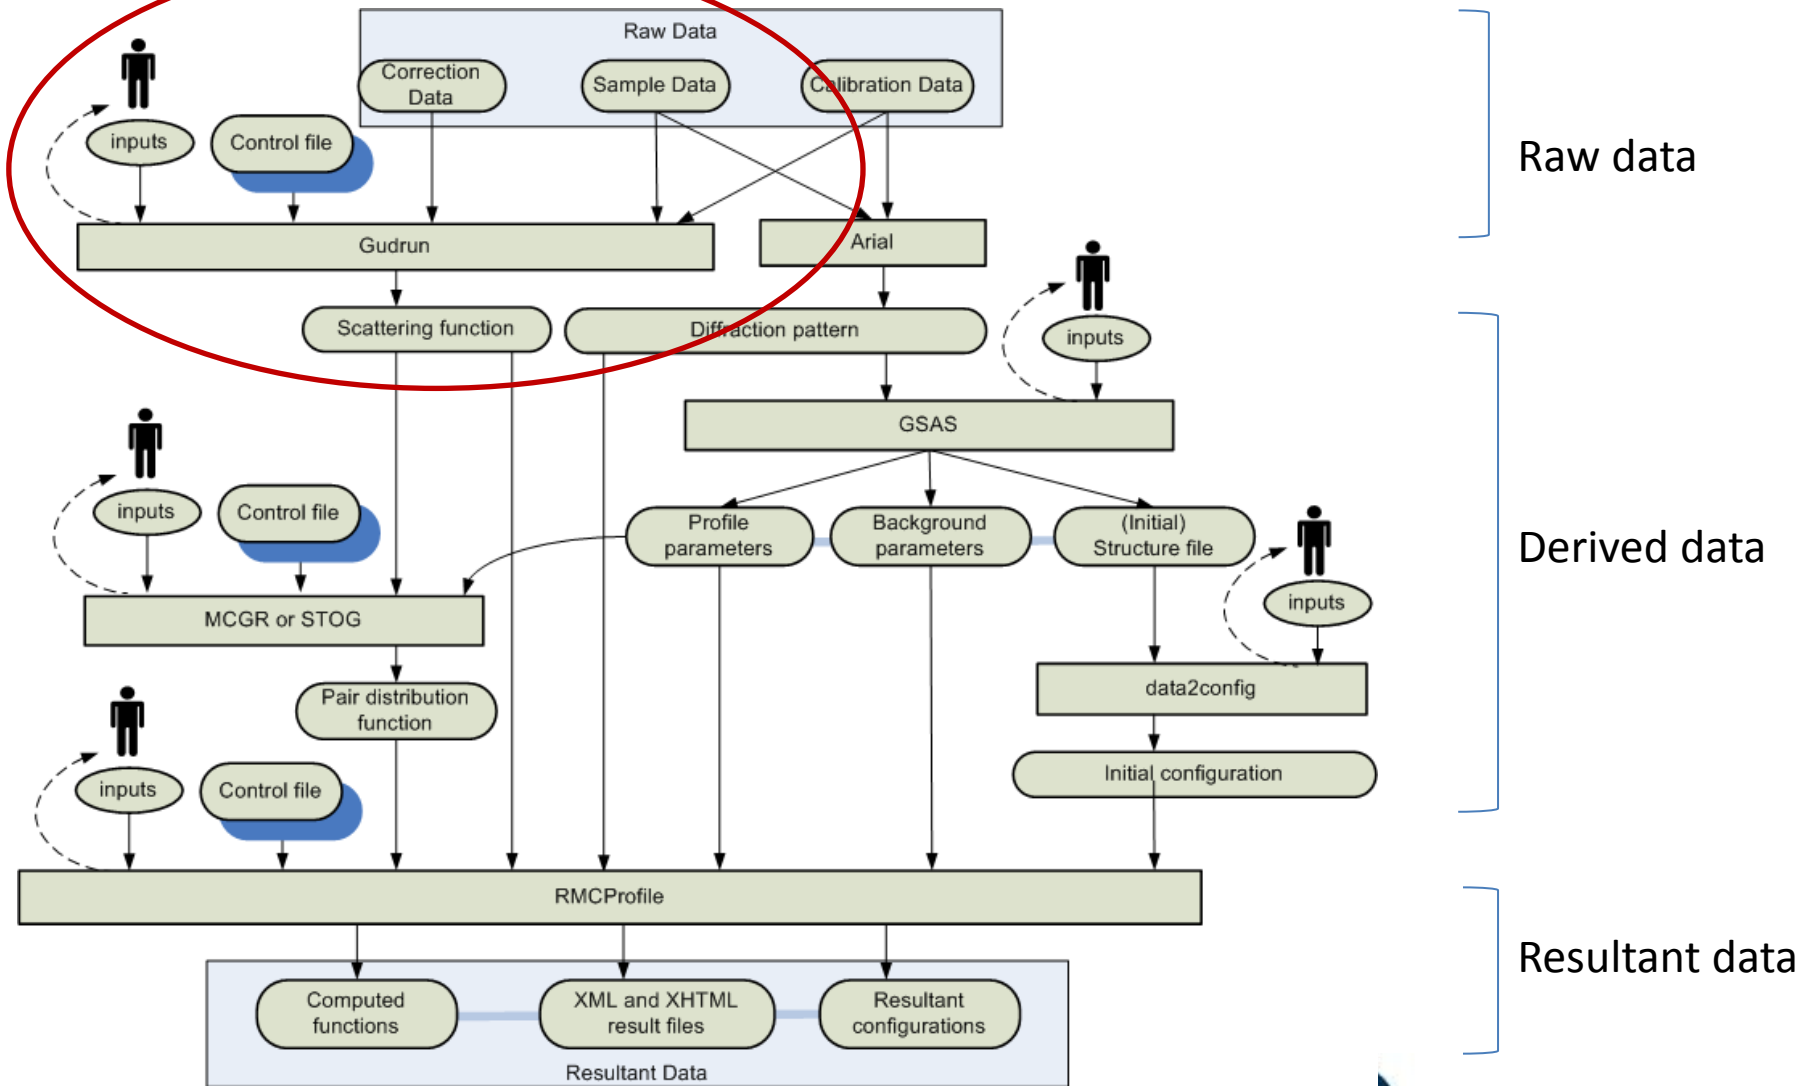 Raw Data
Correction
Data
Sample Data
Calibration Data
inputs
Control file
Raw data
Gudrun
Arial
Scattering function
Diffraction pattern
inputs
GSAS
inputs
Control file
Profile
parameters
Background
parameters
(Initial)
Structure file
Derived data
inputs
MCGR or STOG
data2config
Pair distribution
function
Initial configuration
inputs
Control file
RMCProfile
Resultant data
Computed
functions
XML and XHTML
result files
Resultant
configurations
Resultant Data